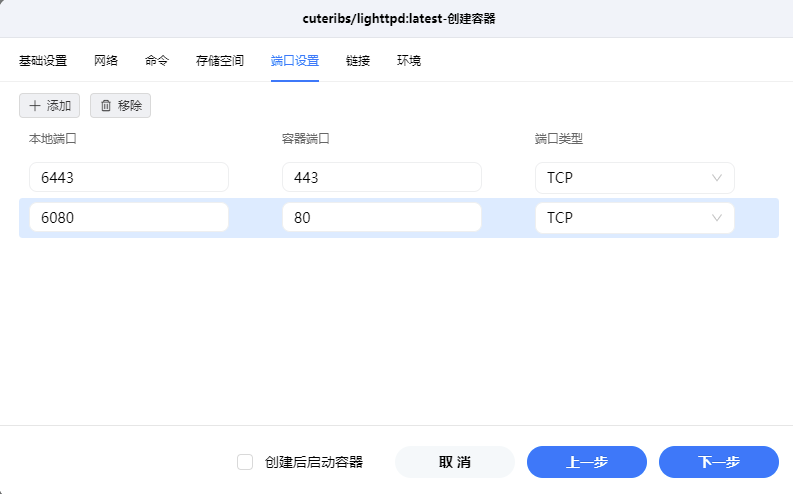 cuteribs/lighttpd:latest-创建容器
基础设置 网络 命令 存储空间 端口设置 链接 环境
添加 移除
本地端口 容器端口 端口类型
6443 443 TCP
6080 80 TCP
创建后启动容器 取消 上一步 下一步